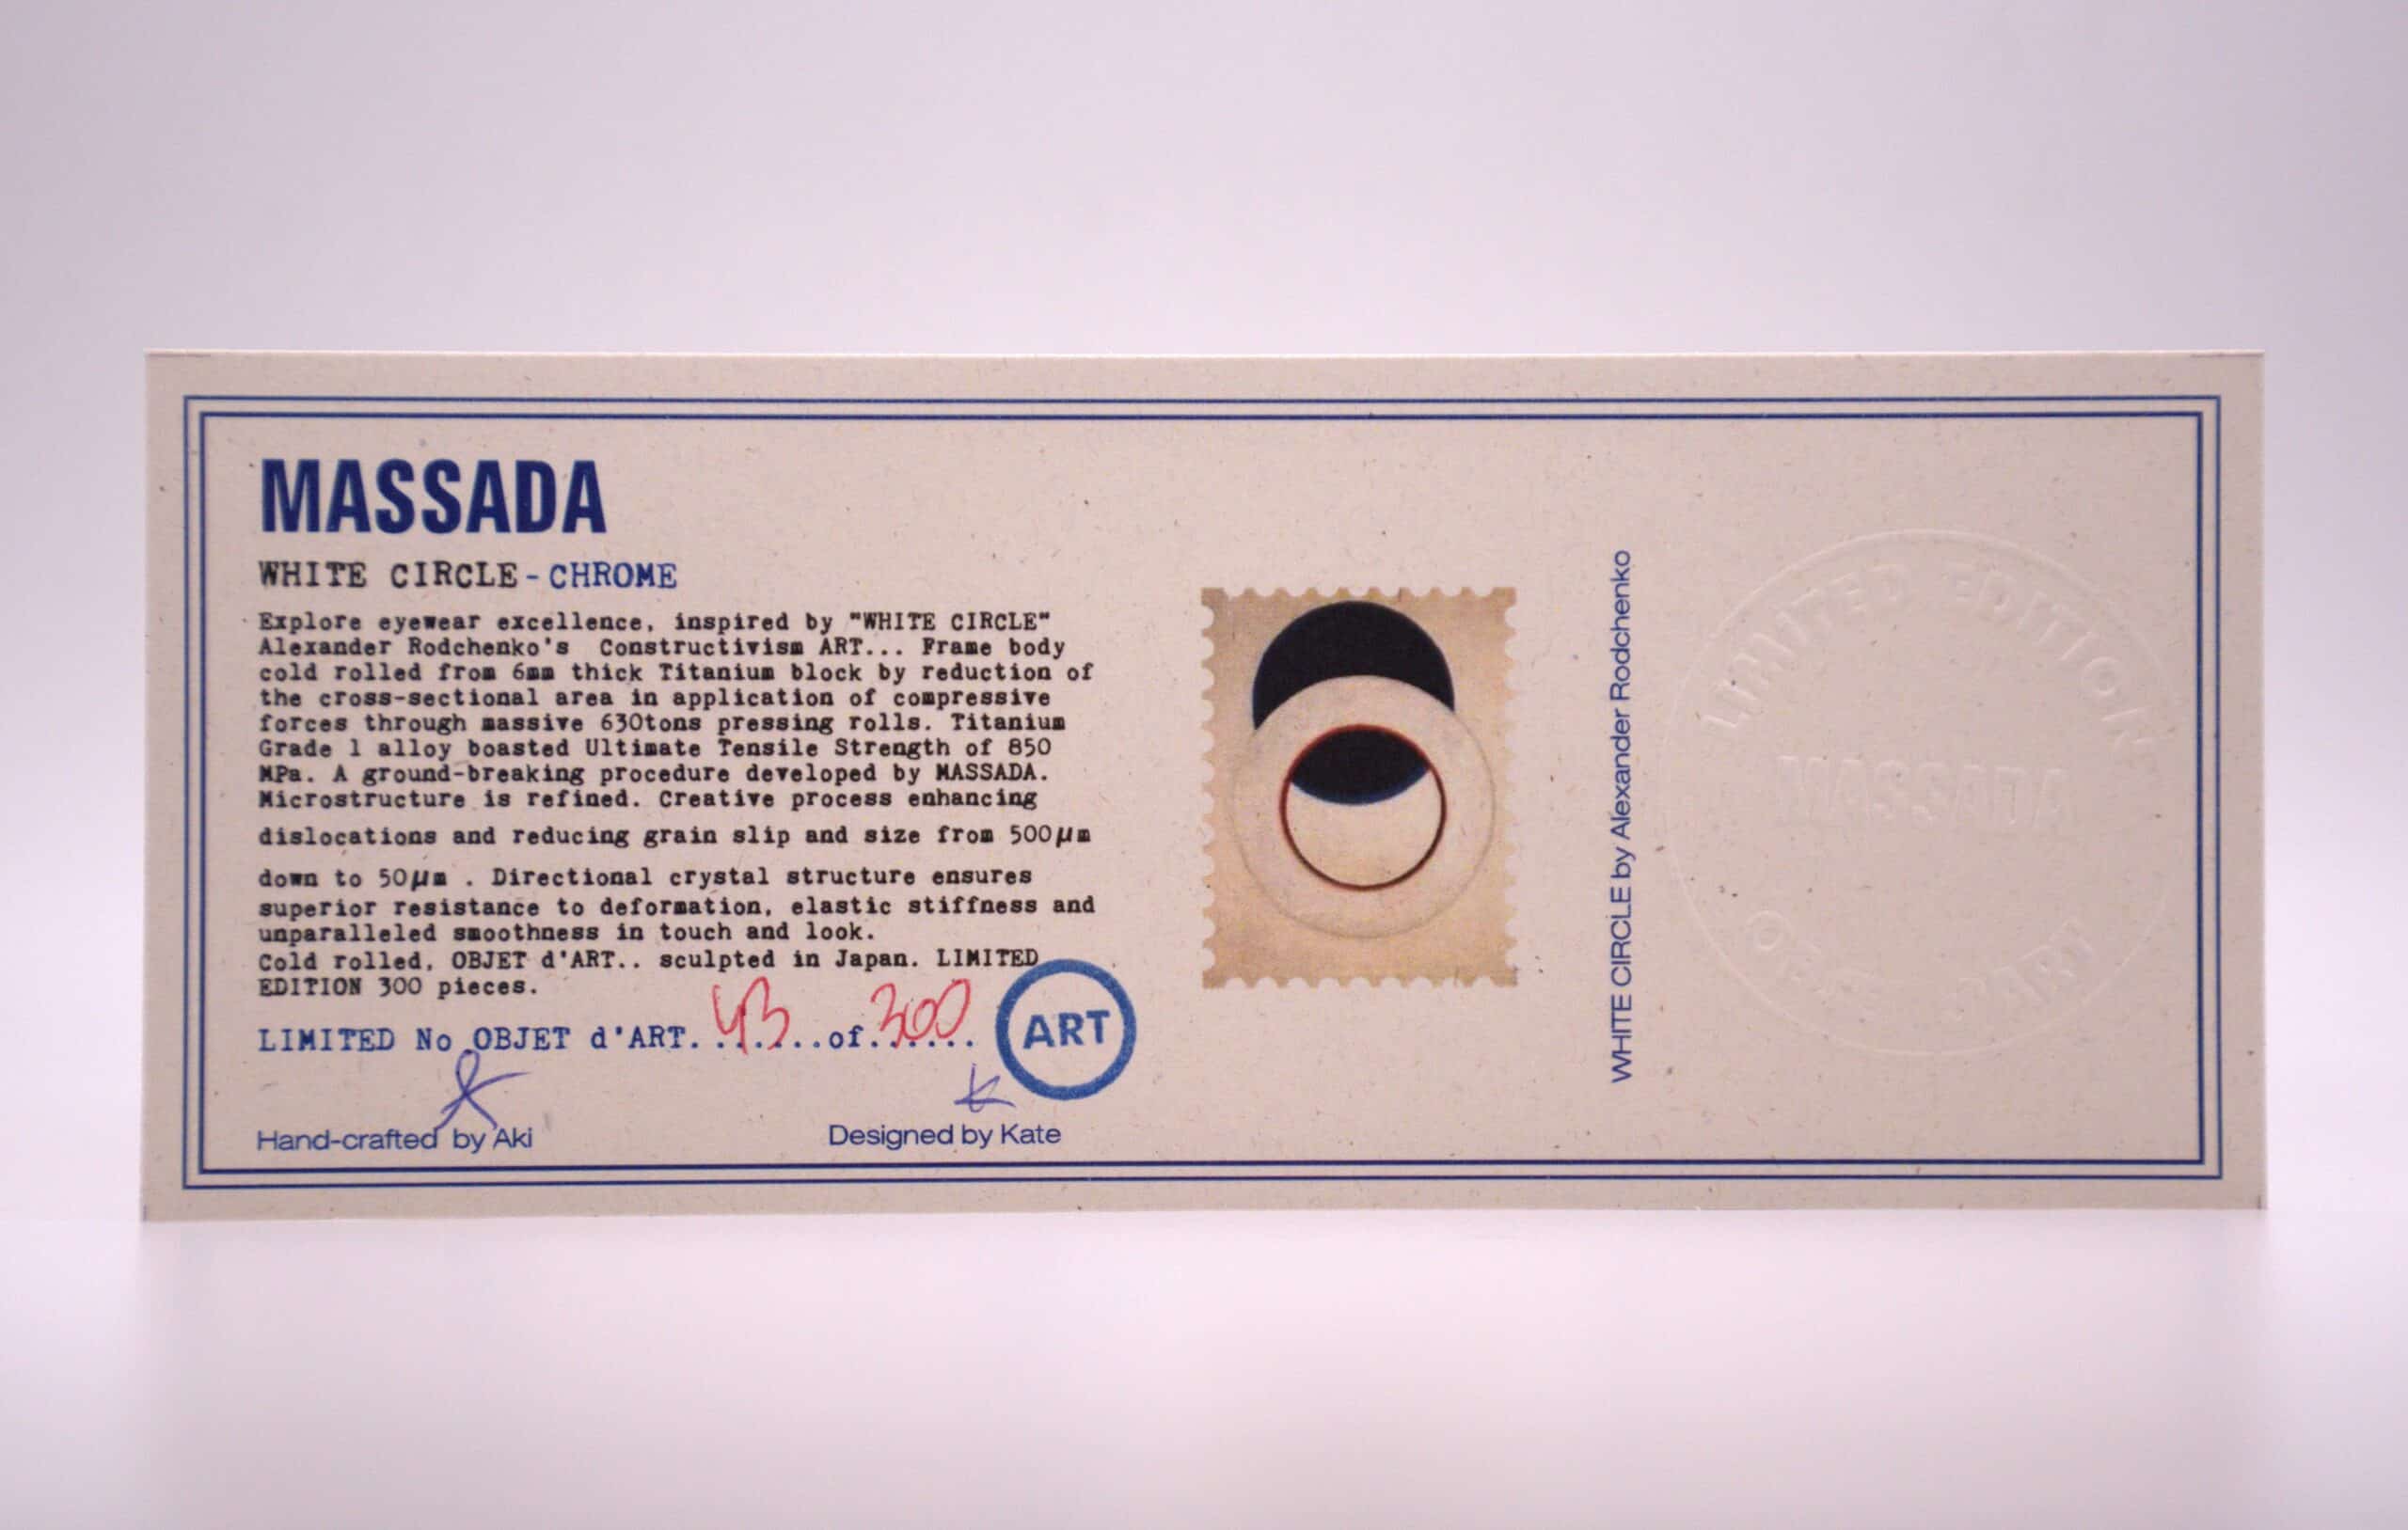 MASSADA
WHITE CIRCLE-CHROME
Explore eyewear excellence, inspired by "WHITE CIRCLE"
Alexander Rodchenko's Constructivism ART... Frame body
cold rolled from 6mm thick Titanium block by reduction of
the cross-sectional area in application of compressive
forces through massive 630tons pressing rolls. Titanium
Grade 1 alloy boasted Ultimate Tensile Strength of 850
MPa. A ground-breaking procedure developed by MASSADA.
Microstructure is refined. Creative process enhancing
dislocations and reducing grain slip and size from 500μm
down to 50μm . Directional crystal structure ensures
superior resistance to deformation, elastic stiffness and
unparalleled smoothness in touch and look.
Cold rolled, OBJET d'ART.. sculpted in Japan. LIMITED
EDITION 300 pieces.
LIMITED No OBJET d'ART. 43 of 300
ART
Hand-crafted by Aki
Designed by Kate
WHITE CIRCLE by Alexander Rodchenko
LIMITED EDITION
MASSADA
OBJET d'ART